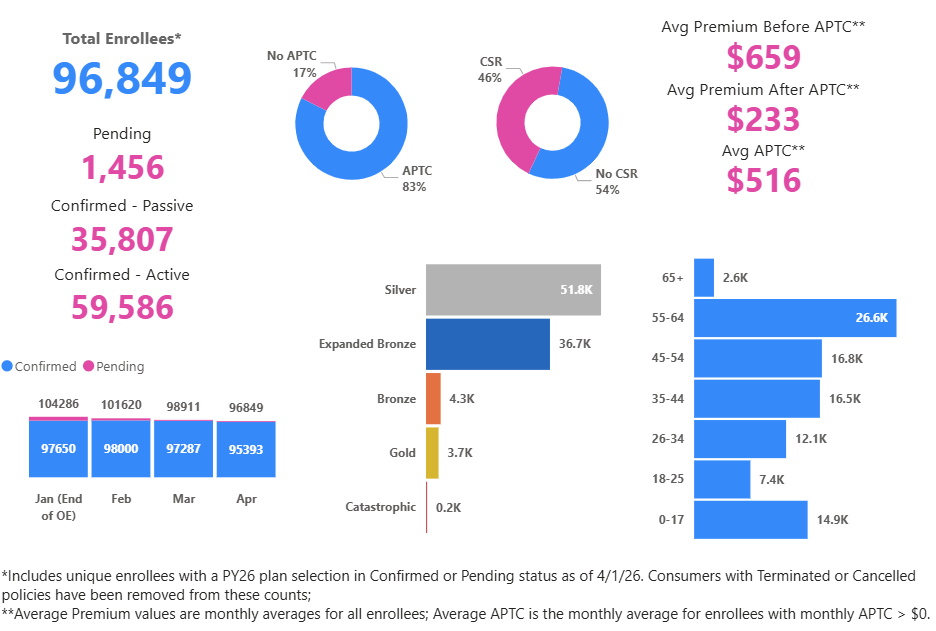 Total Enrollees*
96,849
Pending
1,456
Confirmed - Passive
35,807
Confirmed - Active
59,586
No APTC
17%
APTC
83%
CSR
46%
No CSR
54%
Avg Premium Before APTC**
$659
Avg Premium After APTC**
$233
Avg APTC**
$516
Confirmed Pending
104286 101620 98911 96849
97650 98000 97287 95393
Jan (End Feb Mar Apr
of OE)
Silver 51.8K
Expanded Bronze 36.7K
Bronze 4.3K
Gold 3.7K
Catastrophic 0.2K
65+ 2.6K
55-64 26.6K
45-54 16.8K
35-44 16.5K
26-34 12.1K
18-25 7.4K
0-17 14.9K
*Includes unique enrollees with a PY26 plan selection in Confirmed or Pending status as of 4/1/26. Consumers with Terminated or Cancelled
policies have been removed from these counts;
**Average Premium values are monthly averages for all enrollees; Average APTC is the monthly average for enrollees with monthly APTC > $0.